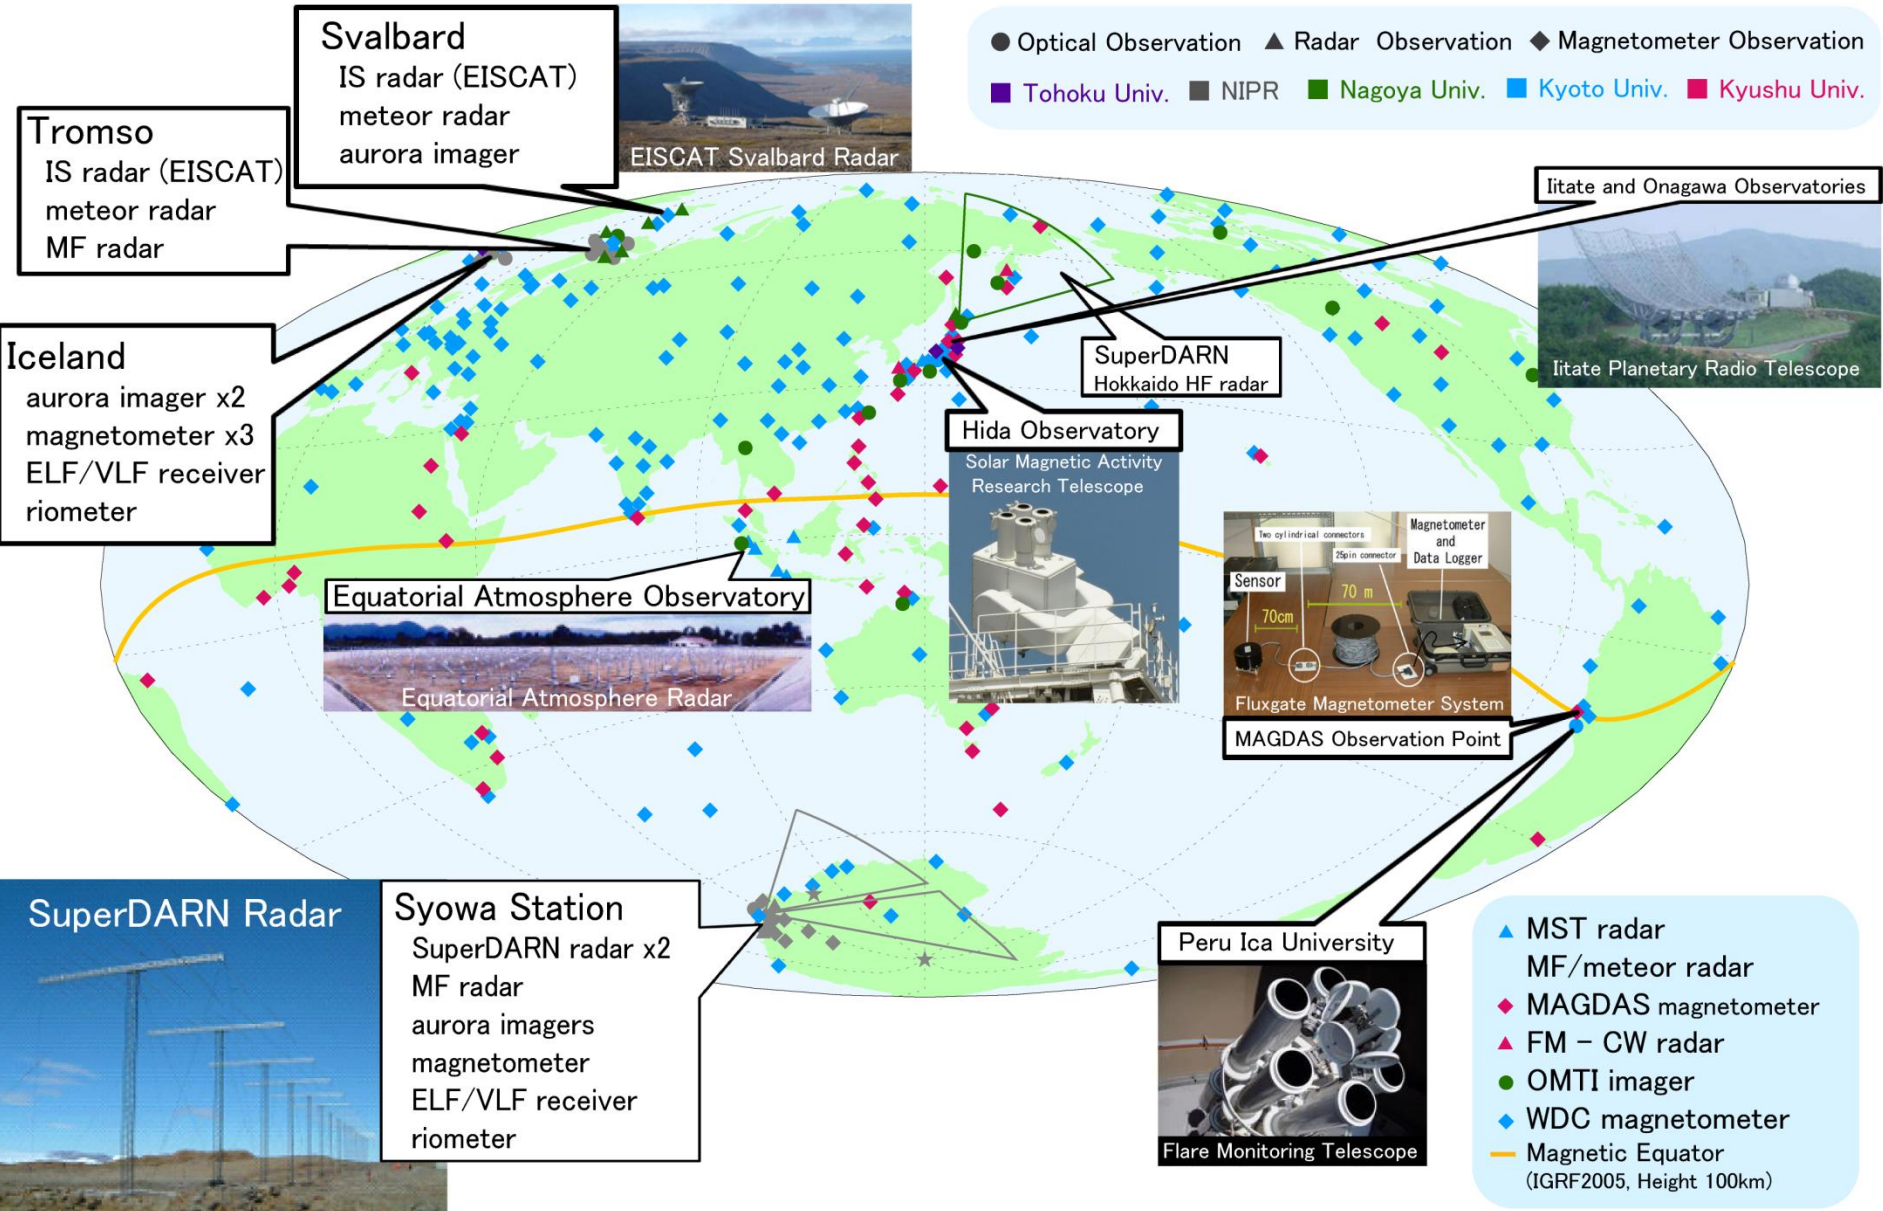 Svalbard
IS radar (EISCAT)
meteor radar
aurora imager
EISCAT Svalbard Radar
● Optical Observation ▲ Radar Observation ◆ Magnetometer Observation
■ Tohoku Univ. ■ NIPR ■ Nagoya Univ. ■ Kyoto Univ. ■ Kyushu Univ.
Tromso
IS radar (EISCAT)
meteor radar
MF radar
Iitate and Onagawa Observatories
Iitate Planetary Radio Telescope
Iceland
aurora imager x2
magnetometer x3
ELF/VLF receiver
riometer
SuperDARN
Hokkaido HF radar
Hida Observatory
Solar Magnetic Activity
Research Telescope
Equatorial Atmosphere Observatory
Equatorial Atmosphere Radar
Two cylindrical connectors
25pin connector
Magnetometer
and
Data Logger
Sensor
70 m
70cm
Fluxgate Magnetometer System
MAGDAS Observation Point
SuperDARN Radar
Syowa Station
SuperDARN radar x2
MF radar
aurora imagers
magnetometer
ELF/VLF receiver
riometer
Peru Ica University
Flare Monitoring Telescope
▲ MST radar
MF/meteor radar
◆ MAGDAS magnetometer
▲ FM - CW radar
● OMTI imager
◆ WDC magnetometer
Magnetic Equator
(IGRF2005, Height 100km)